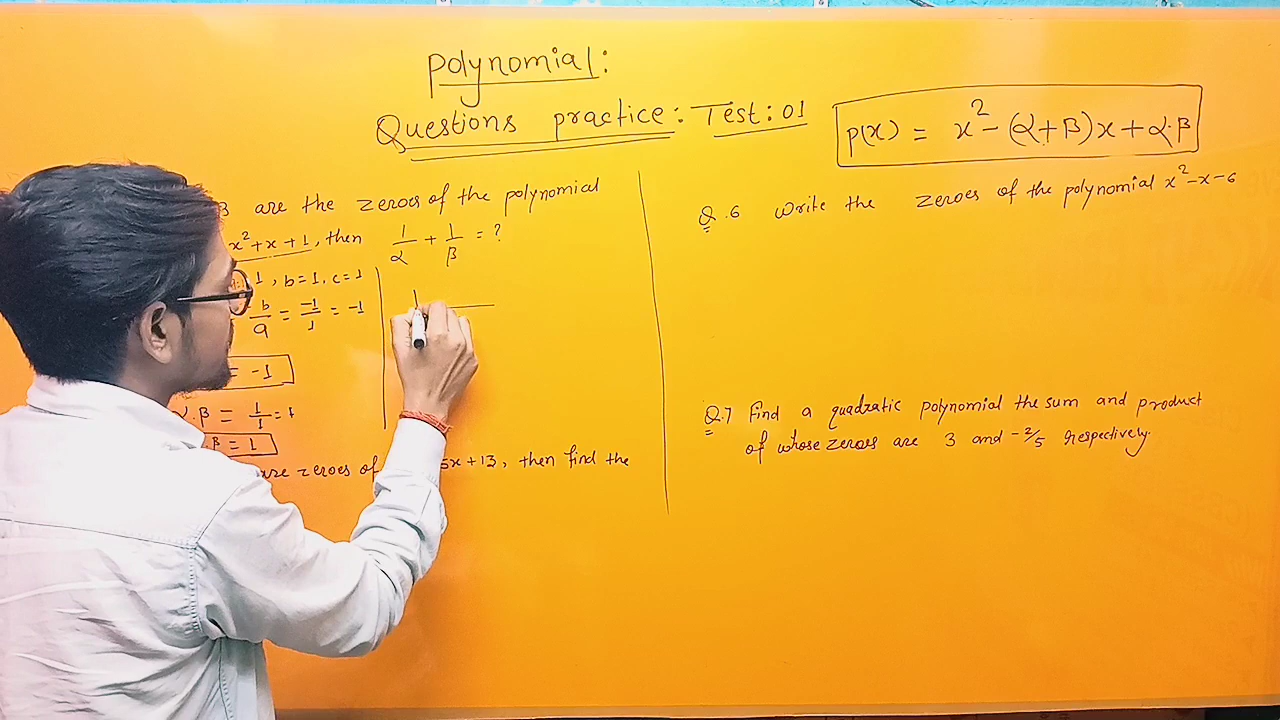 Polynomial:
Questions practice: Test: 01
p(x) = x² - (α+β)x + α.β
β are the zeroes of the polynomial
x²+x+1, then 1/α + 1/β = ?
1, b=1, c=1
b/a = -1/1 = -1
= -1
α.β = 1/1 = 1
β = 1
are zeroes of 5x+13, then find the
Q.6 Write the zeroes of the polynomial x²-x-6
Q.7 Find a quadratic polynomial the sum and product
of whose zeroes are 3 and -2/5 respectively.